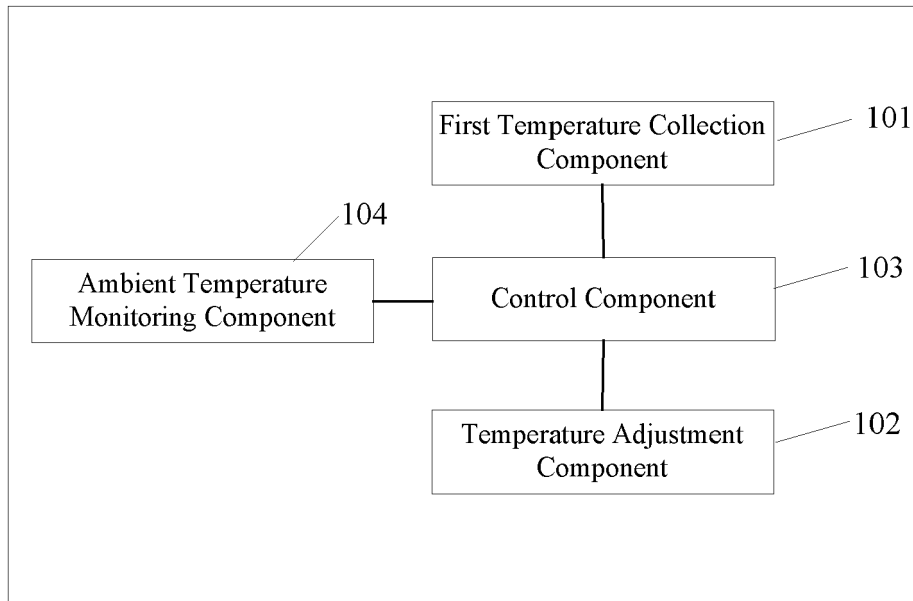 First Temperature Collection
Component
101
104
Ambient Temperature
Monitoring Component
Control Component
103
Temperature Adjustment
Component
102